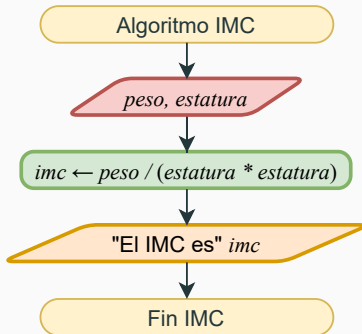 Algoritmo IMC
peso, estatura
imc ← peso / (estatura * estatura)
"El IMC es" imc
Fin IMC